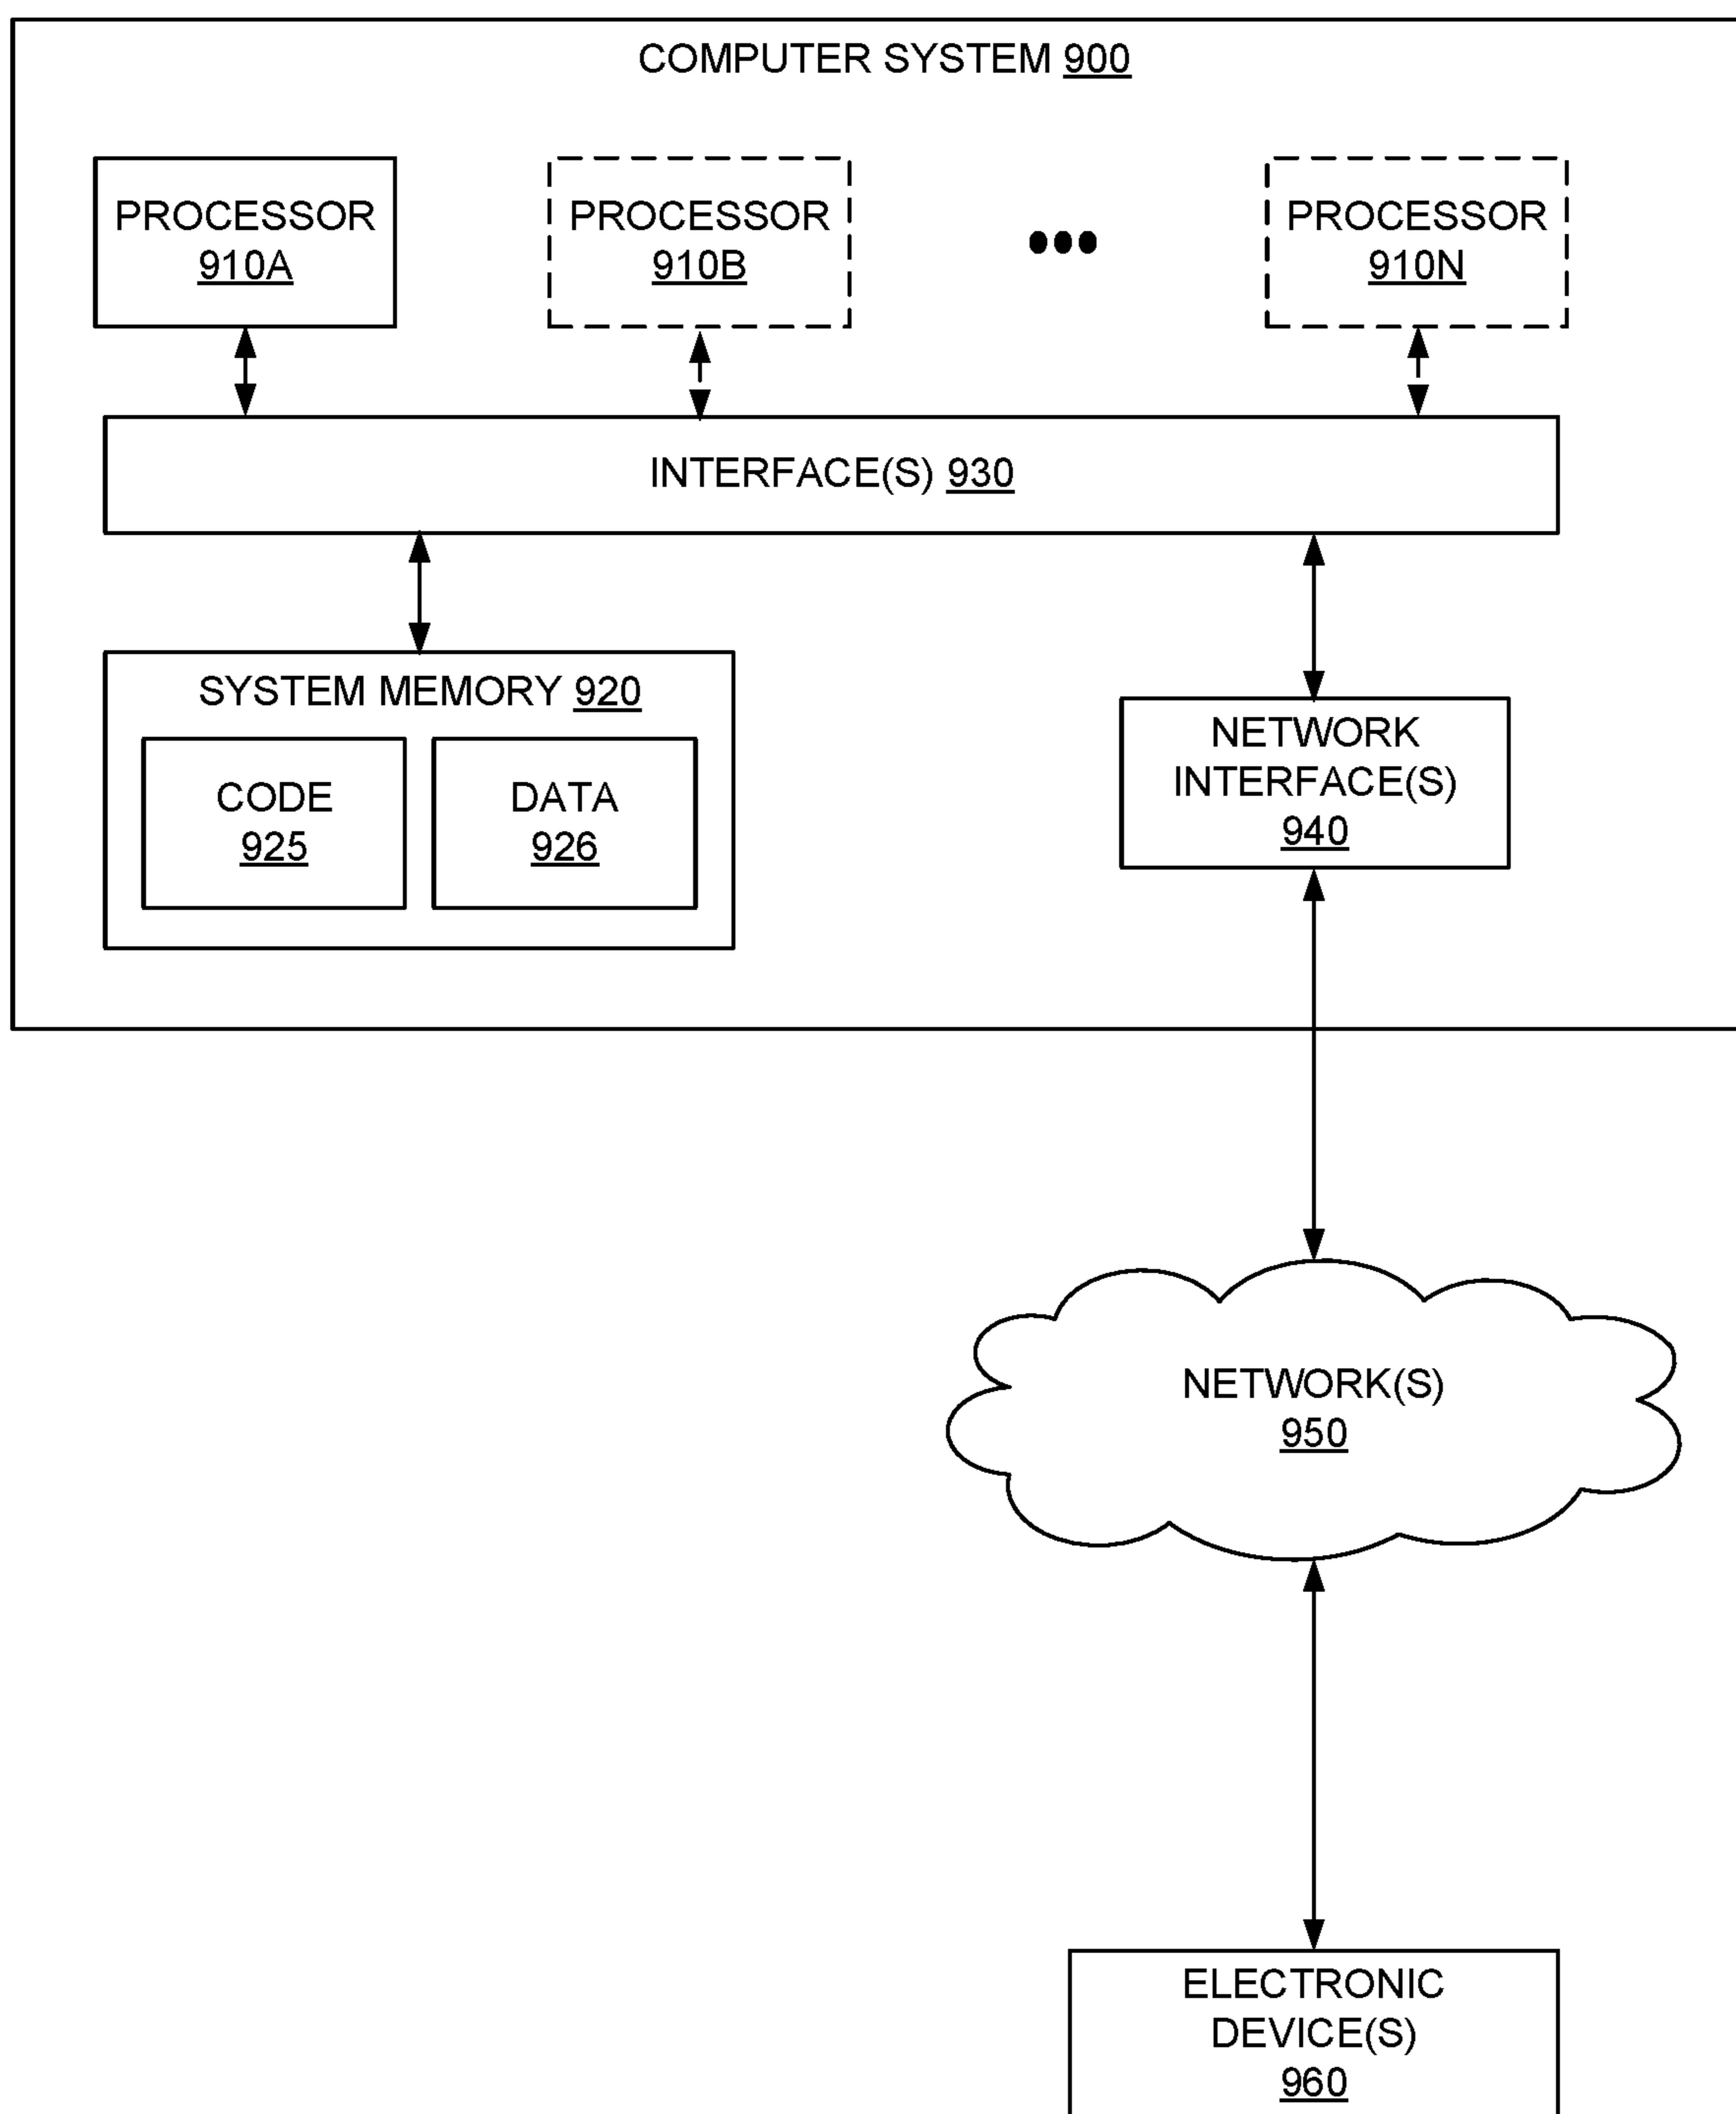 COMPUTER SYSTEM 900
PROCESSOR
910A
PROCESSOR
910B
PROCESSOR
910N
INTERFACE(S) 930
SYSTEM MEMORY 920
CODE
925
DATA
926
NETWORK
INTERFACE(S)
940
NETWORK(S)
950
ELECTRONIC
DEVICE(S)
960